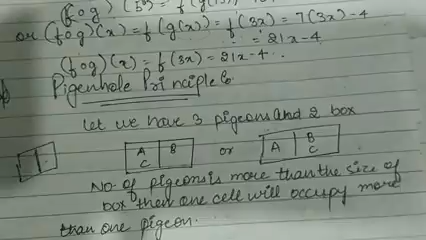 (fog)
or (fog)(x) = f(g(x)) = f(3x) = 7(3x)-4
= 21x-4
(fog)(x) = f(3x) = 21x-4.
Pigenhole Principle
Let we have 3 pigeons and 2 box
A B
C
or
A B
C
No of pigeons is more than the size of
box then one cell will occupy more
than one pigeon.